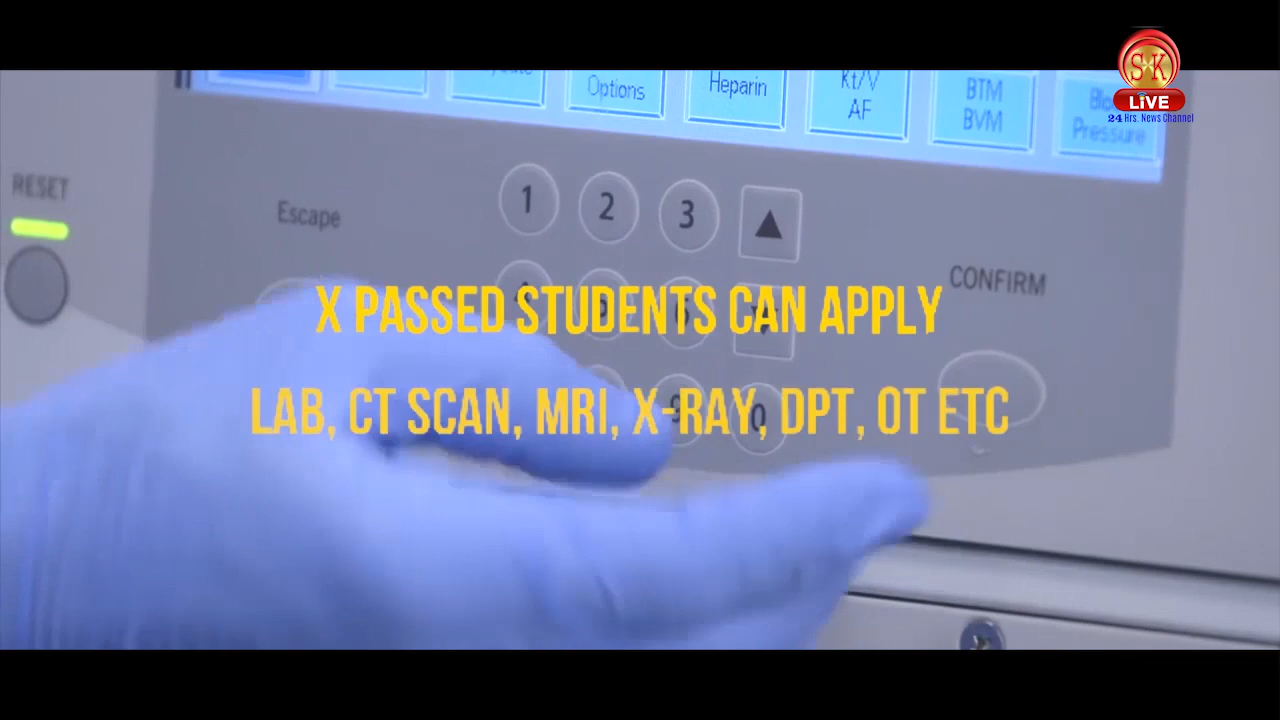 SK
LiVE
24 Hrs. News Channel
Options
Heparin
Kt/V
AF
BTM
BVM
Pressure
RESET
Escape
1 2 3
CONFIRM
X PASSED STUDENTS CAN APPLY
LAB, CT SCAN, MRI, X-RAY, DPT, OT ETC